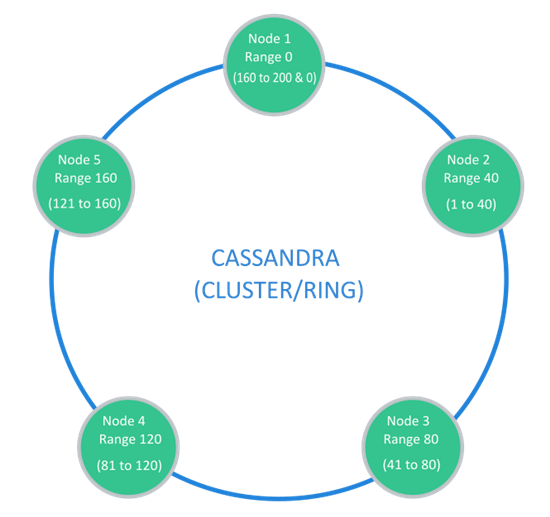 Node 1
Range 0
(160 to 200 & 0)
Node 5
Range 160
(121 to 160)
Node 2
Range 40
(1 to 40)
CASSANDRA
(CLUSTER/RING)
Node 4
Range 120
(81 to 120)
Node 3
Range 80
(41 to 80)